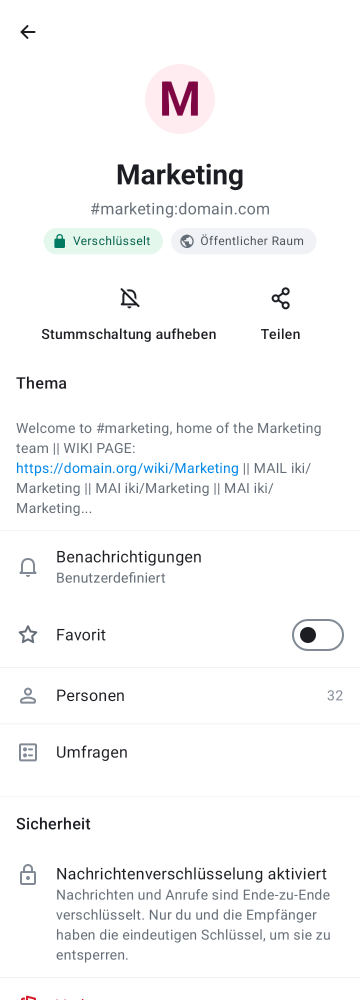 M
Marketing
#marketing:domain.com
Verschlüsselt
Öffentlicher Raum
Stummschaltung aufheben
Teilen
Thema
Welcome to #marketing, home of the Marketing
team || WIKI PAGE:
https://domain.org/wiki/Marketing || MAIL iki/
Marketing || MAI iki/Marketing || MAI iki/
Marketing...
Benachrichtigungen
Benutzerdefiniert
Favorit
Personen 32
Umfragen
Sicherheit
Nachrichtenverschlüsselung aktiviert
Nachrichten und Anrufe sind Ende-zu-Ende
verschlüsselt. Nur du und die Empfänger
haben die eindeutigen Schlüssel, um sie zu
entsperren.